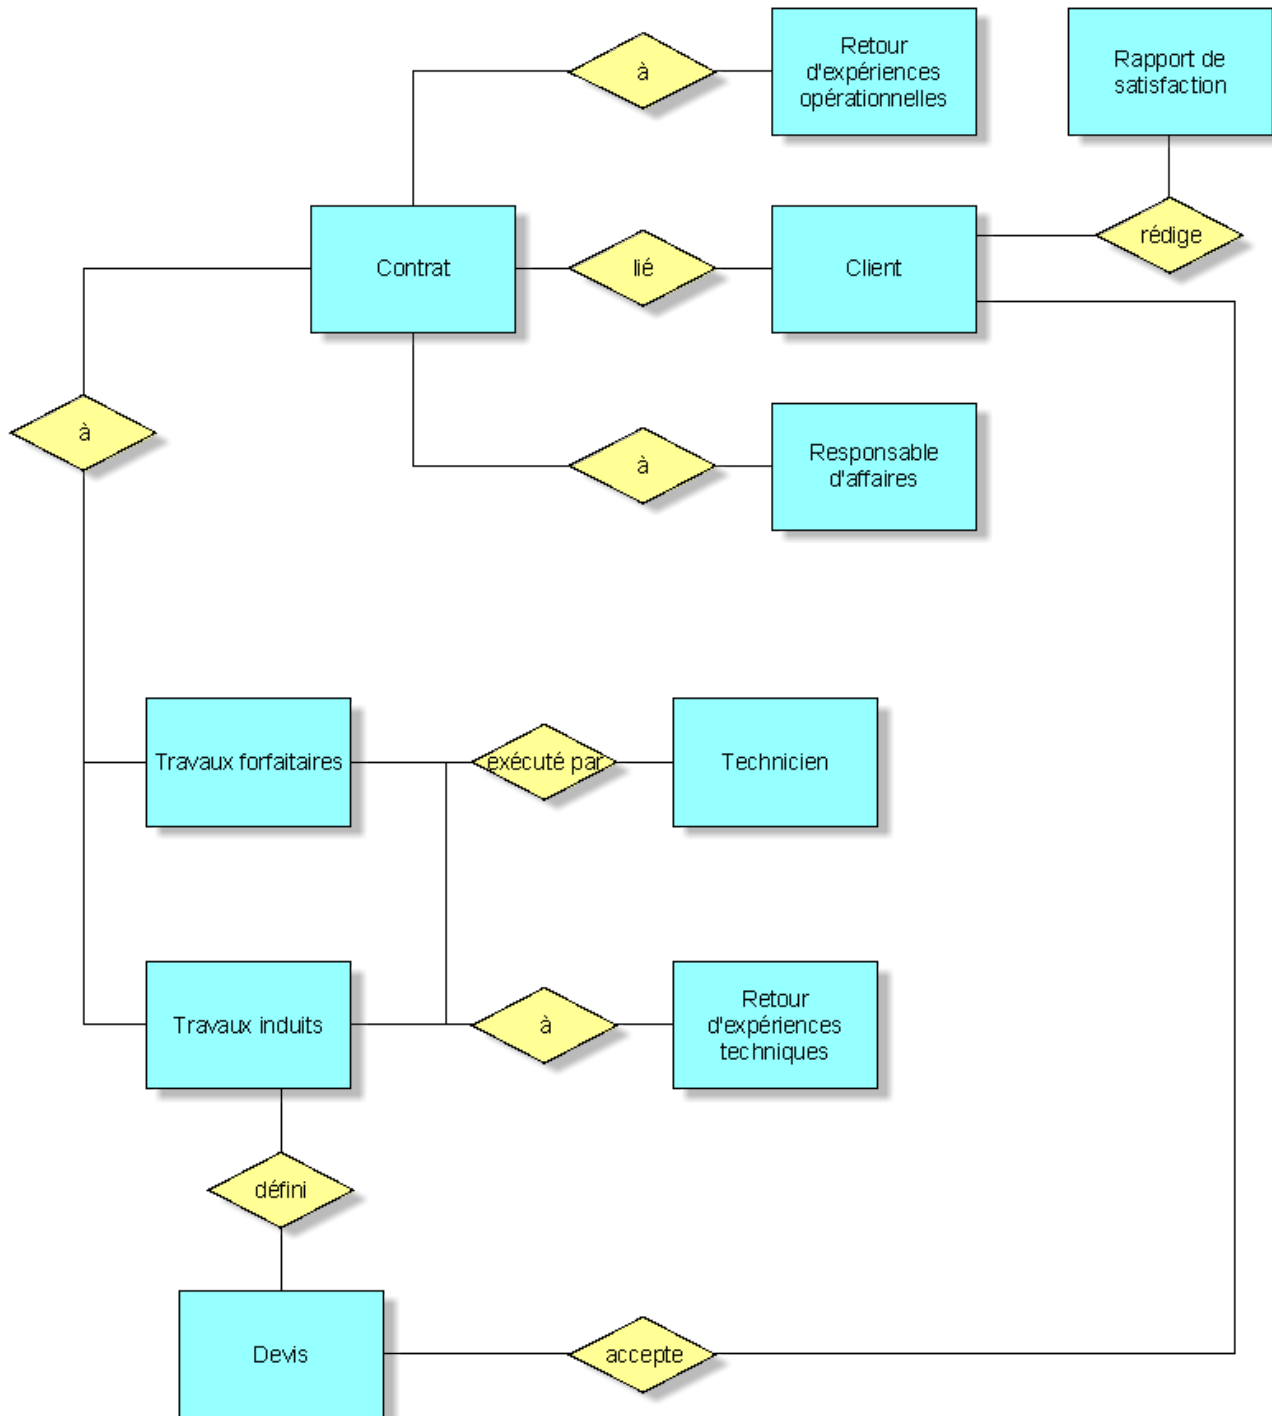 à
Retour
d'expériences
opérationnelles
Rapport de
satisfaction
Contrat
lié
Client
rédige
à
à
Responsable
d'affaires
Travaux forfaitaires
exécuté par
Technicien
Travaux induits
à
Retour
d'expériences
techniques
défini
Devis
accepte